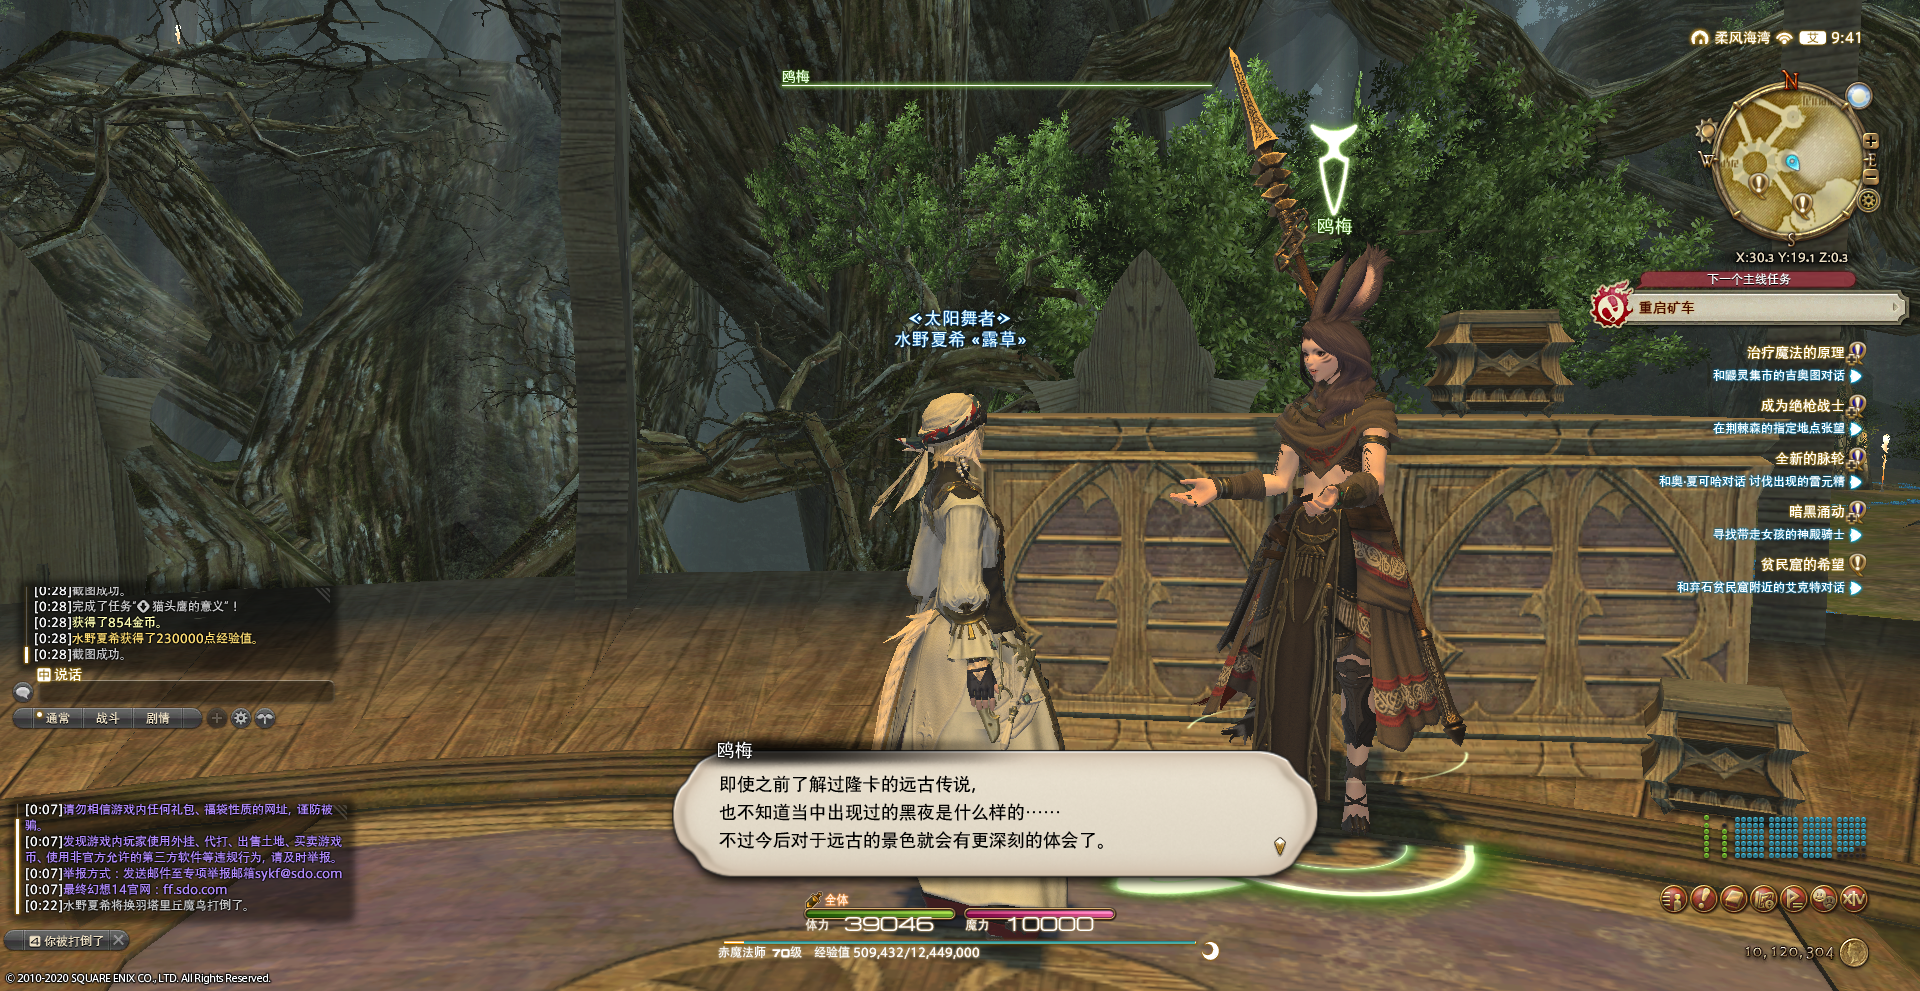 柔风海湾 艾 9:41
鸥梅
N
鸥梅
W
E
S
X:30.3 Y:19.1 Z:0.3
下一个主线任务
重启矿车
太阳舞者
水野夏希 «露草»
治疗魔法的原理
和鼹灵集市的吉奥图对话
成为绝枪战士
在荆棘森的指定地点张望
全新的脉轮
和奥·夏可哈对话 讨伐出现的雷元精
暗黑涌动
寻找带走女孩的神殿骑士
贫民窟的希望
和弃石贫民窟附近的艾克特对话
[0:28]截图成功。
[0:28]完成了任务“猫头鹰的意义”！
[0:28]获得了854金币。
[0:28]水野夏希获得了230000点经验值。
[0:28]截图成功。
说话
通常 战斗 剧情
鸥梅
即使之前了解过隆卡的远古传说，
也不知道当中出现过的黑夜是什么样的……
不过今后对于远古的景色就会有更深刻的体会了。
[0:07]请勿相信游戏内任何礼包、福袋性质的网址，谨防被
骗。
[0:07]发现游戏内玩家使用外挂、代打、出售土地、买卖游戏
币、使用非官方允许的第三方软件等违规行为，请及时举报。
[0:07]举报方式：发送邮件至专项举报邮箱sykf@sdo.com
[0:07]最终幻想14官网：ff.sdo.com
[0:22]水野夏希将换羽塔里丘魔鸟打倒了。
4 你被打倒了
全体
体力 39046 魔力 10000
赤魔法师 70级 经验值 509,432/12,449,000
XIV
10,120,304
© 2010-2020 SQUARE ENIX CO., LTD. All Rights Reserved.